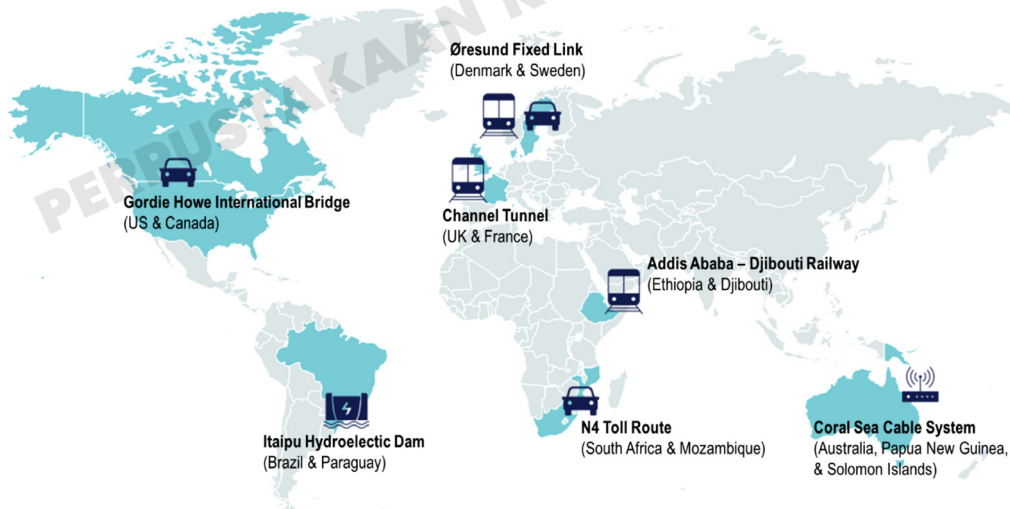 PERPUSTAKAAN
Øresund Fixed Link
(Denmark & Sweden)
Gordie Howe International Bridge
(US & Canada)
Channel Tunnel
(UK & France)
Addis Ababa – Djibouti Railway
(Ethiopia & Djibouti)
Itaipu Hydroelectic Dam
(Brazil & Paraguay)
N4 Toll Route
(South Africa & Mozambique)
Coral Sea Cable System
(Australia, Papua New Guinea,
& Solomon Islands)